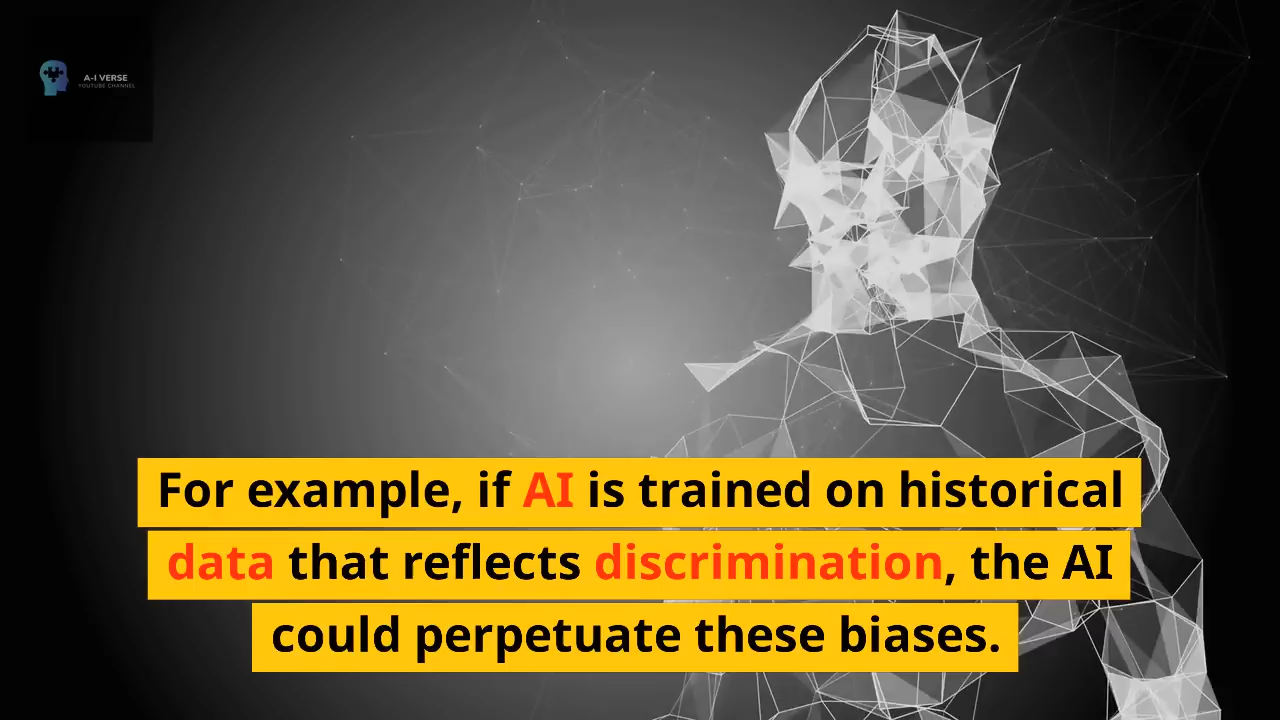 A-I VERSE
YOUTUBE CHANNEL
For example, if AI is trained on historical
data that reflects discrimination, the AI
could perpetuate these biases.